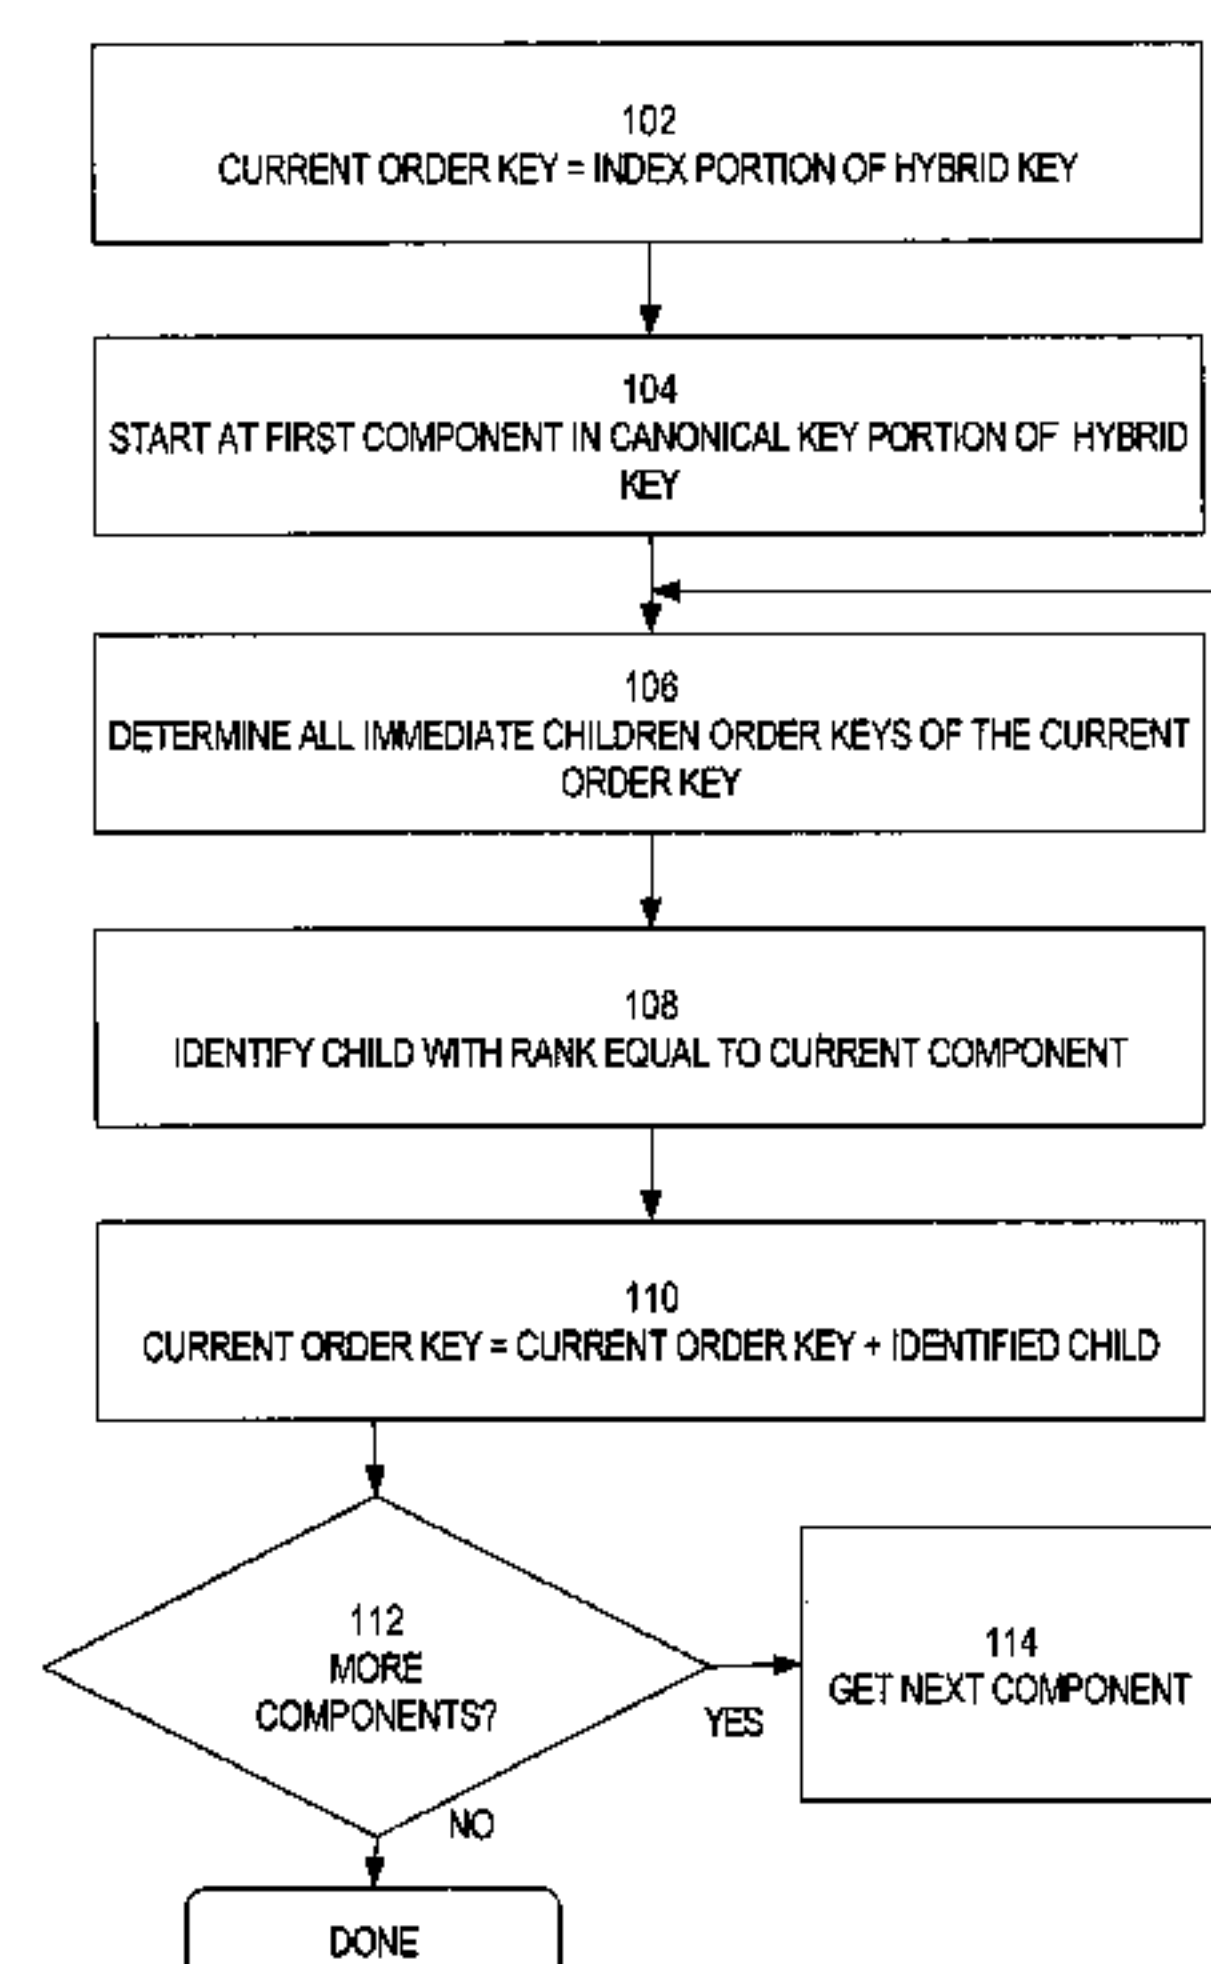 102
CURRENT ORDER KEY = INDEX PORTION OF HYBRID KEY
104
START AT FIRST COMPONENT IN CANONICAL KEY PORTION OF HYBRID
KEY
106
DETERMINE ALL IMMEDIATE CHILDREN ORDER KEYS OF THE CURRENT
ORDER KEY
108
IDENTIFY CHILD WITH RANK EQUAL TO CURRENT COMPONENT
110
CURRENT ORDER KEY = CURRENT ORDER KEY + IDENTIFIED CHILD
112
MORE
COMPONENTS?
YES
114
GET NEXT COMPONENT
NO
DONE